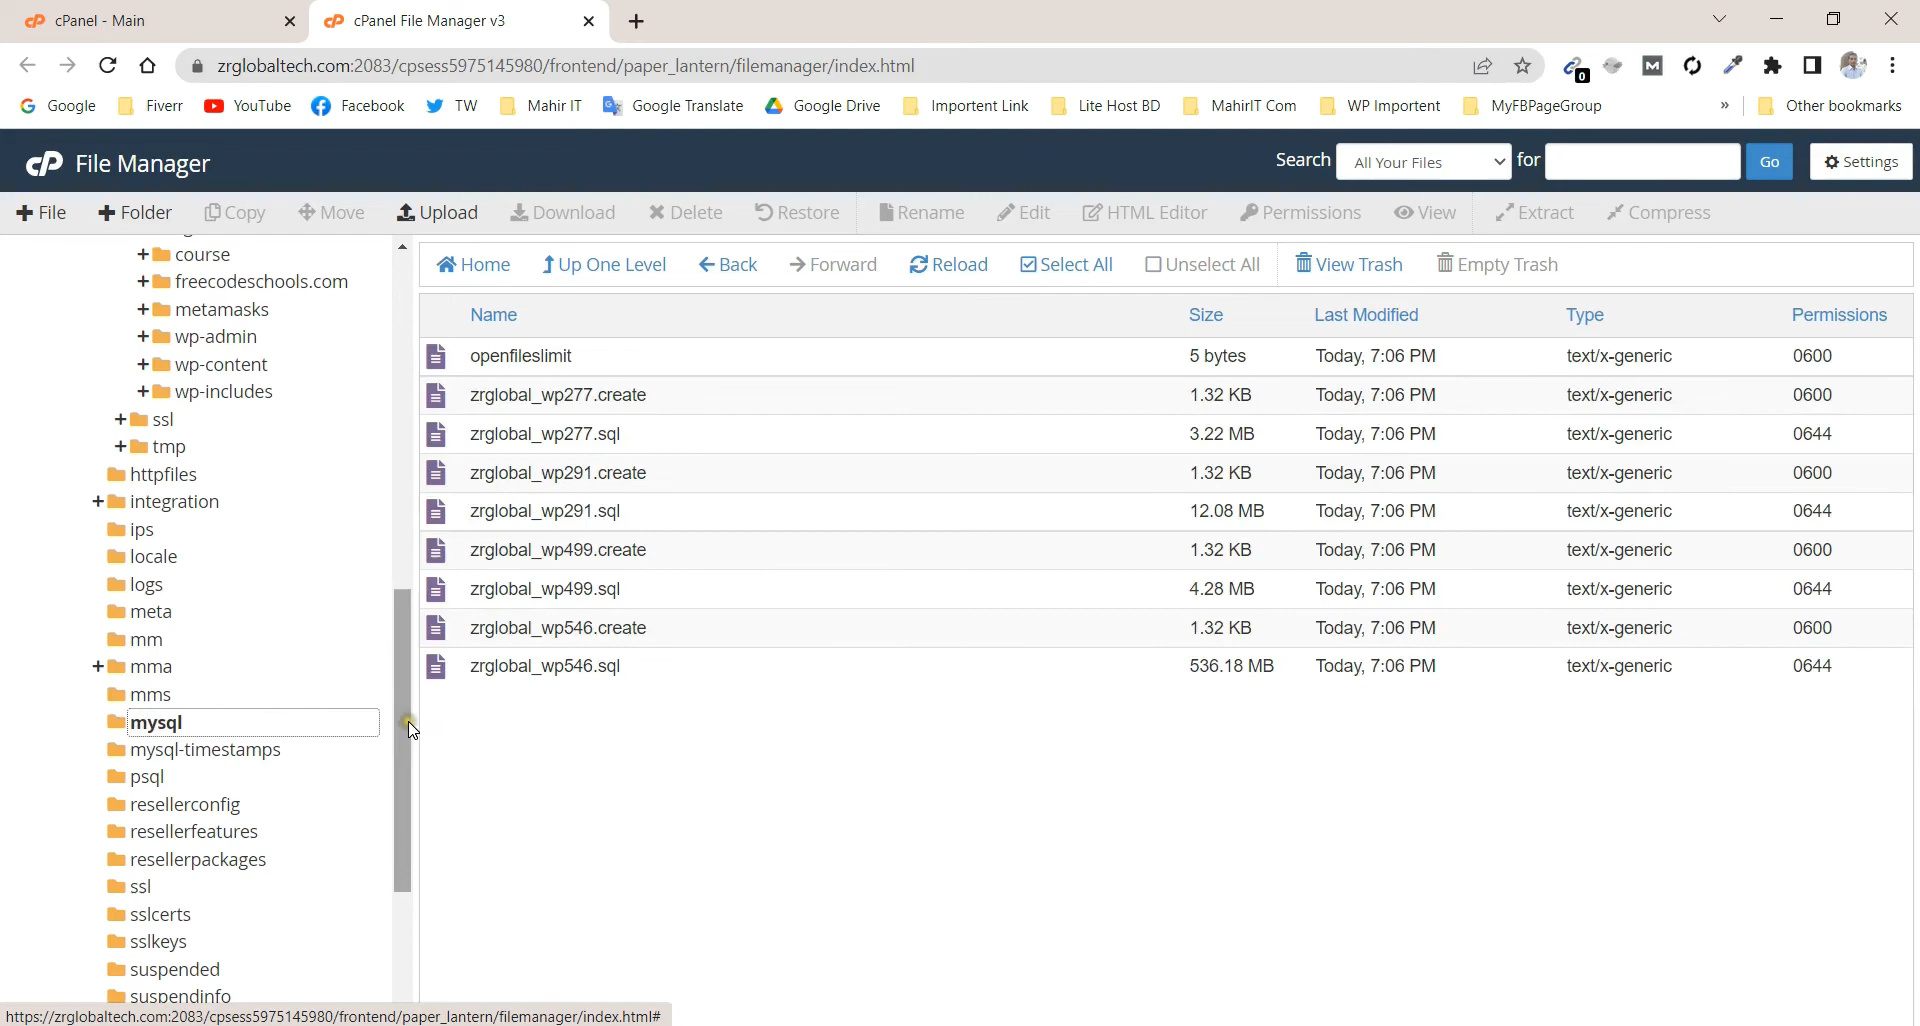 cPanel - Main
cPanel File Manager v3
zrglobaltech.com:2083/cpsess5975145980/frontend/paper_lantern/filemanager/index.html
0
M
G Google
Fiverr
YouTube
Facebook
TW
Mahir IT
Google Translate
Google Drive
Importent Link
Lite Host BD
MahirIT Com
WP Importent
MyFBPageGroup
»
Other bookmarks
cP File Manager
Search All Your Files for Go Settings
+ File + Folder Copy Move Upload Download Delete Restore Rename Edit HTML Editor Permissions View Extract Compress
+ course
+ freecodeschools.com
+ metamasks
+ wp-admin
+ wp-content
+ wp-includes
+ ssl
+ tmp
httpfiles
+ integration
ips
locale
logs
meta
mm
+ mma
mms
mysql
mysql-timestamps
psql
resellerconfig
resellerfeatures
resellerpackages
ssl
sslcerts
sslkeys
suspended
suspendinfo
Home Up One Level Back Forward Reload Select All Unselect All View Trash Empty Trash
Name Size Last Modified Type Permissions
openfileslimit 5 bytes Today, 7:06 PM text/x-generic 0600
zrglobal_wp277.create 1.32 KB Today, 7:06 PM text/x-generic 0600
zrglobal_wp277.sql 3.22 MB Today, 7:06 PM text/x-generic 0644
zrglobal_wp291.create 1.32 KB Today, 7:06 PM text/x-generic 0600
zrglobal_wp291.sql 12.08 MB Today, 7:06 PM text/x-generic 0644
zrglobal_wp499.create 1.32 KB Today, 7:06 PM text/x-generic 0600
zrglobal_wp499.sql 4.28 MB Today, 7:06 PM text/x-generic 0644
zrglobal_wp546.create 1.32 KB Today, 7:06 PM text/x-generic 0600
zrglobal_wp546.sql 536.18 MB Today, 7:06 PM text/x-generic 0644
https://zrglobaltech.com:2083/cpsess5975145980/frontend/paper_lantern/filemanager/index.html#